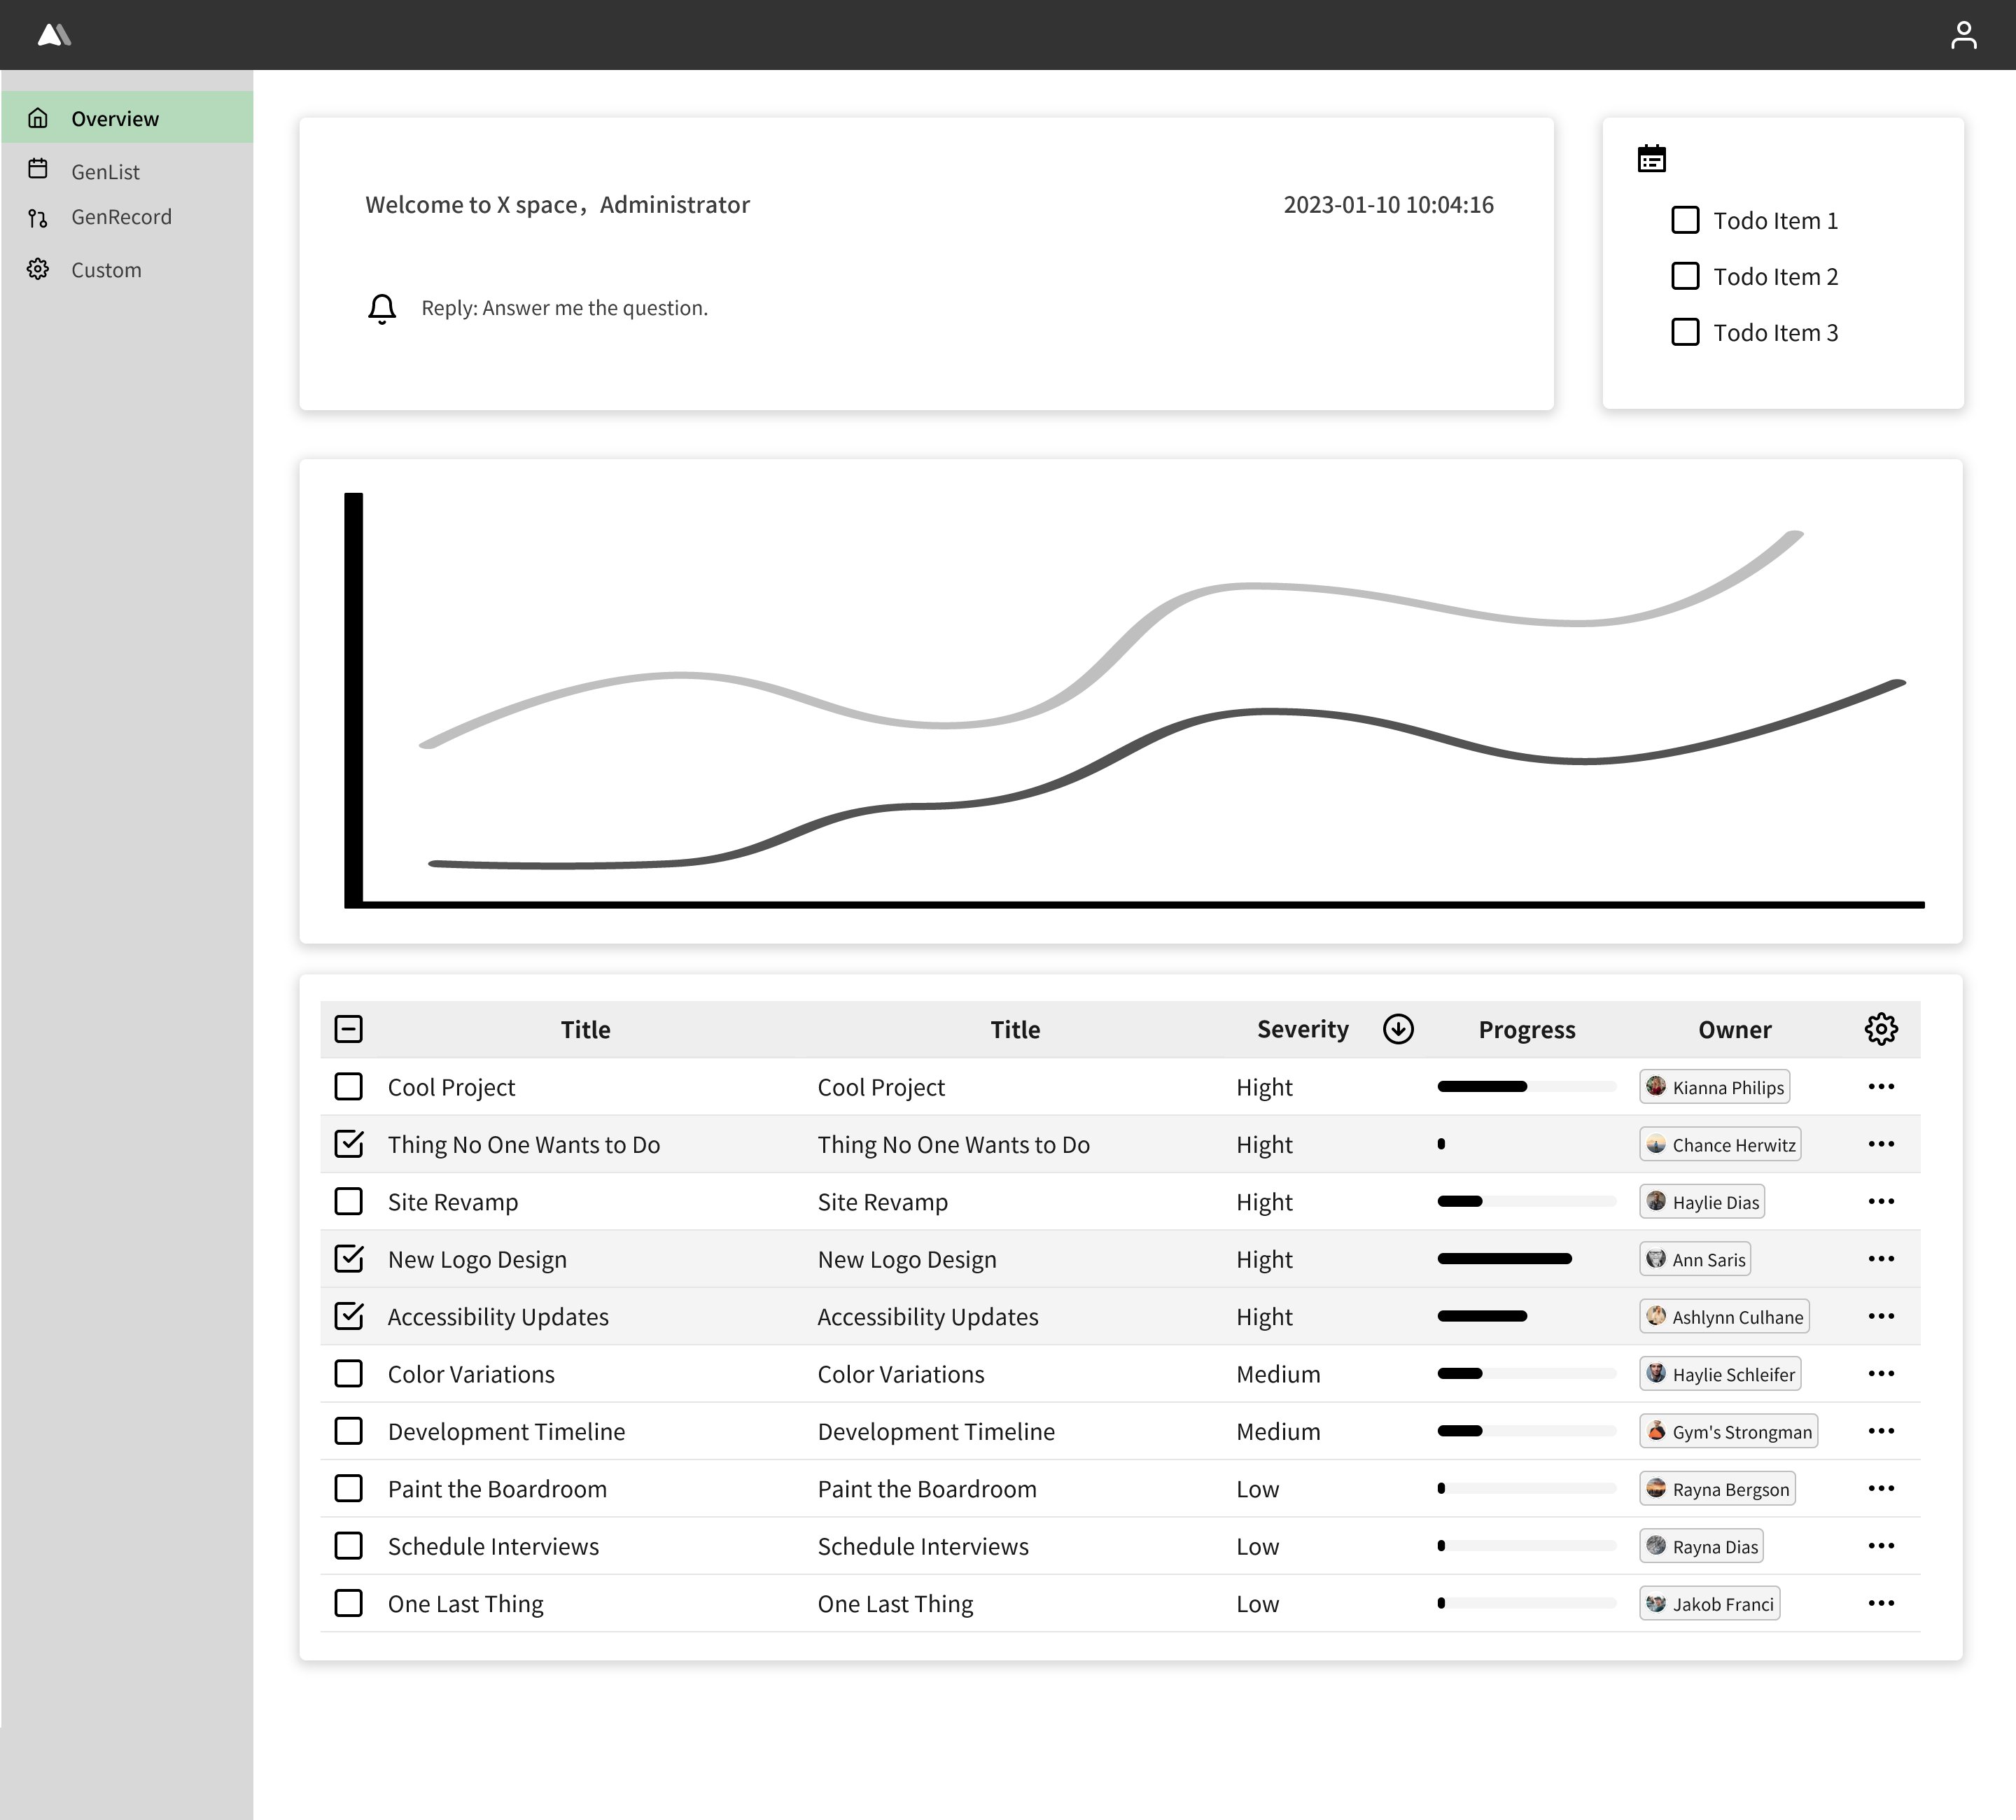 Overview
GenList
GenRecord
Custom
Welcome to X space，Administrator 2023-01-10 10:04:16
Reply: Answer me the question.
Todo Item 1
Todo Item 2
Todo Item 3
Title Title Severity Progress Owner
Cool Project Cool Project Hight Kianna Philips
Thing No One Wants to Do Thing No One Wants to Do Hight Chance Herwitz
Site Revamp Site Revamp Hight Haylie Dias
New Logo Design New Logo Design Hight Ann Saris
Accessibility Updates Accessibility Updates Hight Ashlynn Culhane
Color Variations Color Variations Medium Haylie Schleifer
Development Timeline Development Timeline Medium Gym's Strongman
Paint the Boardroom Paint the Boardroom Low Rayna Bergson
Schedule Interviews Schedule Interviews Low Rayna Dias
One Last Thing One Last Thing Low Jakob Franci